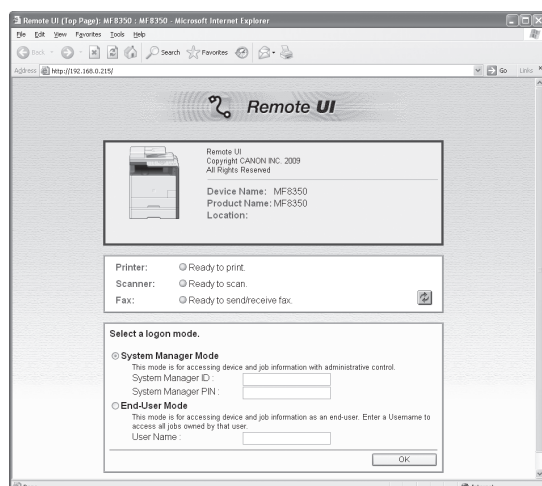 Remote UI (Top Page): MF8350 : MF8350 - Microsoft Internet Explorer
File Edit View Favorites Tools Help
Back Search Favorites
Address http://192.168.0.215/ Go Links
Remote UI
Remote UI
Copyright CANON INC. 2009
All Rights Reserved
Device Name: MF8350
Product Name: MF8350
Location:
Printer: Ready to print.
Scanner: Ready to scan.
Fax: Ready to send/receive fax.
Select a logon mode.
System Manager Mode
This mode is for accessing device and job information with administrative control.
System Manager ID :
System Manager PIN :
End-User Mode
This mode is for accessing device and job information as an end-user. Enter a Username to
access all jobs owned by that user.
User Name :
OK